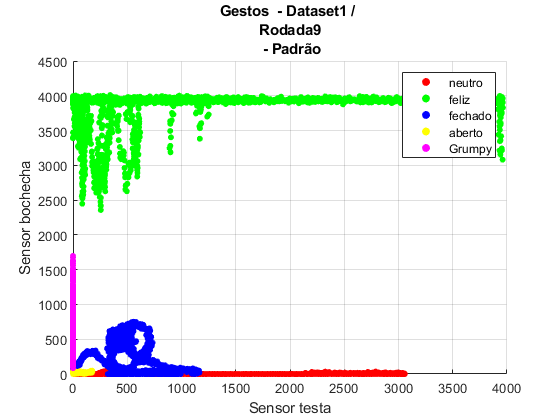 Gestos - Dataset1 /
Rodada9
- Padrão
Sensor bochecha
4500
4000
3500
3000
2500
2000
1500
1000
500
0
0
500
1000
1500
2000
2500
3000
3500
4000
Sensor testa
neutro
feliz
fechado
aberto
Grumpy